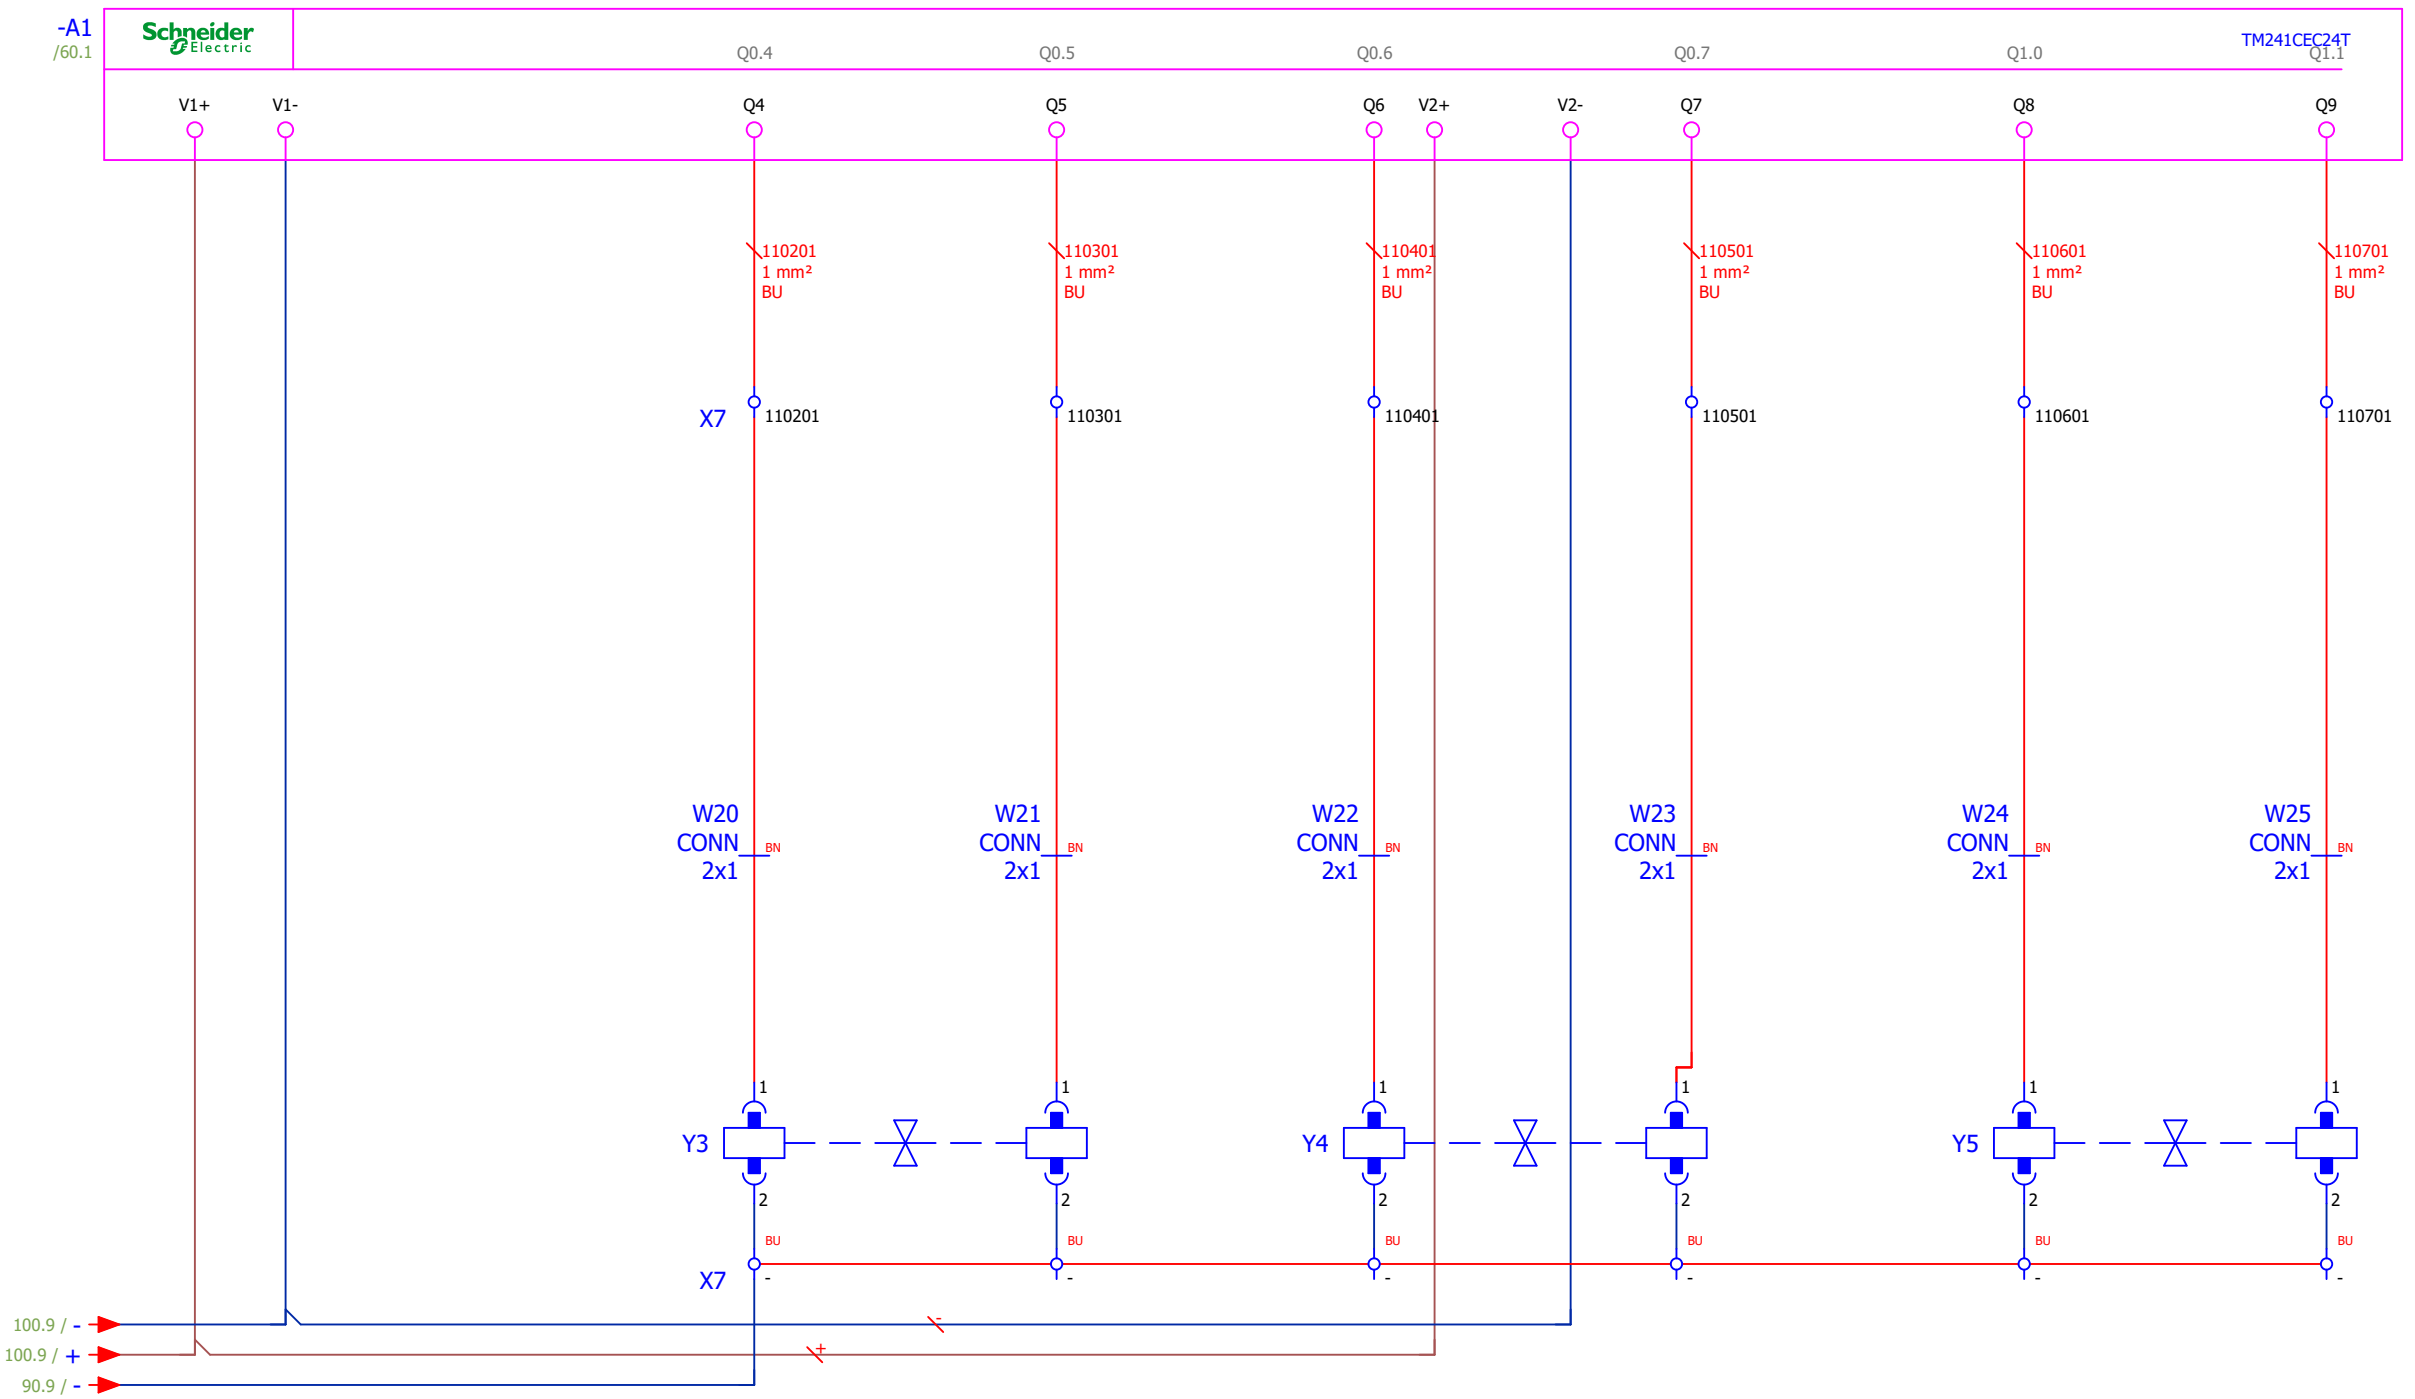 -A1
/60.1
Schneider
Electric
TM241CEC24T
Q0.4 Q0.5 Q0.6 Q0.7 Q1.0 Q1.1
V1+ V1- Q4 Q5 Q6 V2+ V2- Q7 Q8 Q9
110201 110301 110401 110501 110601 110701
1 mm² 1 mm² 1 mm² 1 mm² 1 mm² 1 mm²
BU BU BU BU BU BU
X7 110201 110301 110401 110501 110601 110701
W20 W21 W22 W23 W24 W25
CONN BN CONN BN CONN BN CONN BN CONN BN CONN BN
2x1 2x1 2x1 2x1 2x1 2x1
1 1 1 1 1 1
Y3 Y4 Y5
2 2 2 2 2 2
BU BU BU BU BU BU
X7 - - - - - -
100.9 / - -
100.9 / + +
90.9 / -